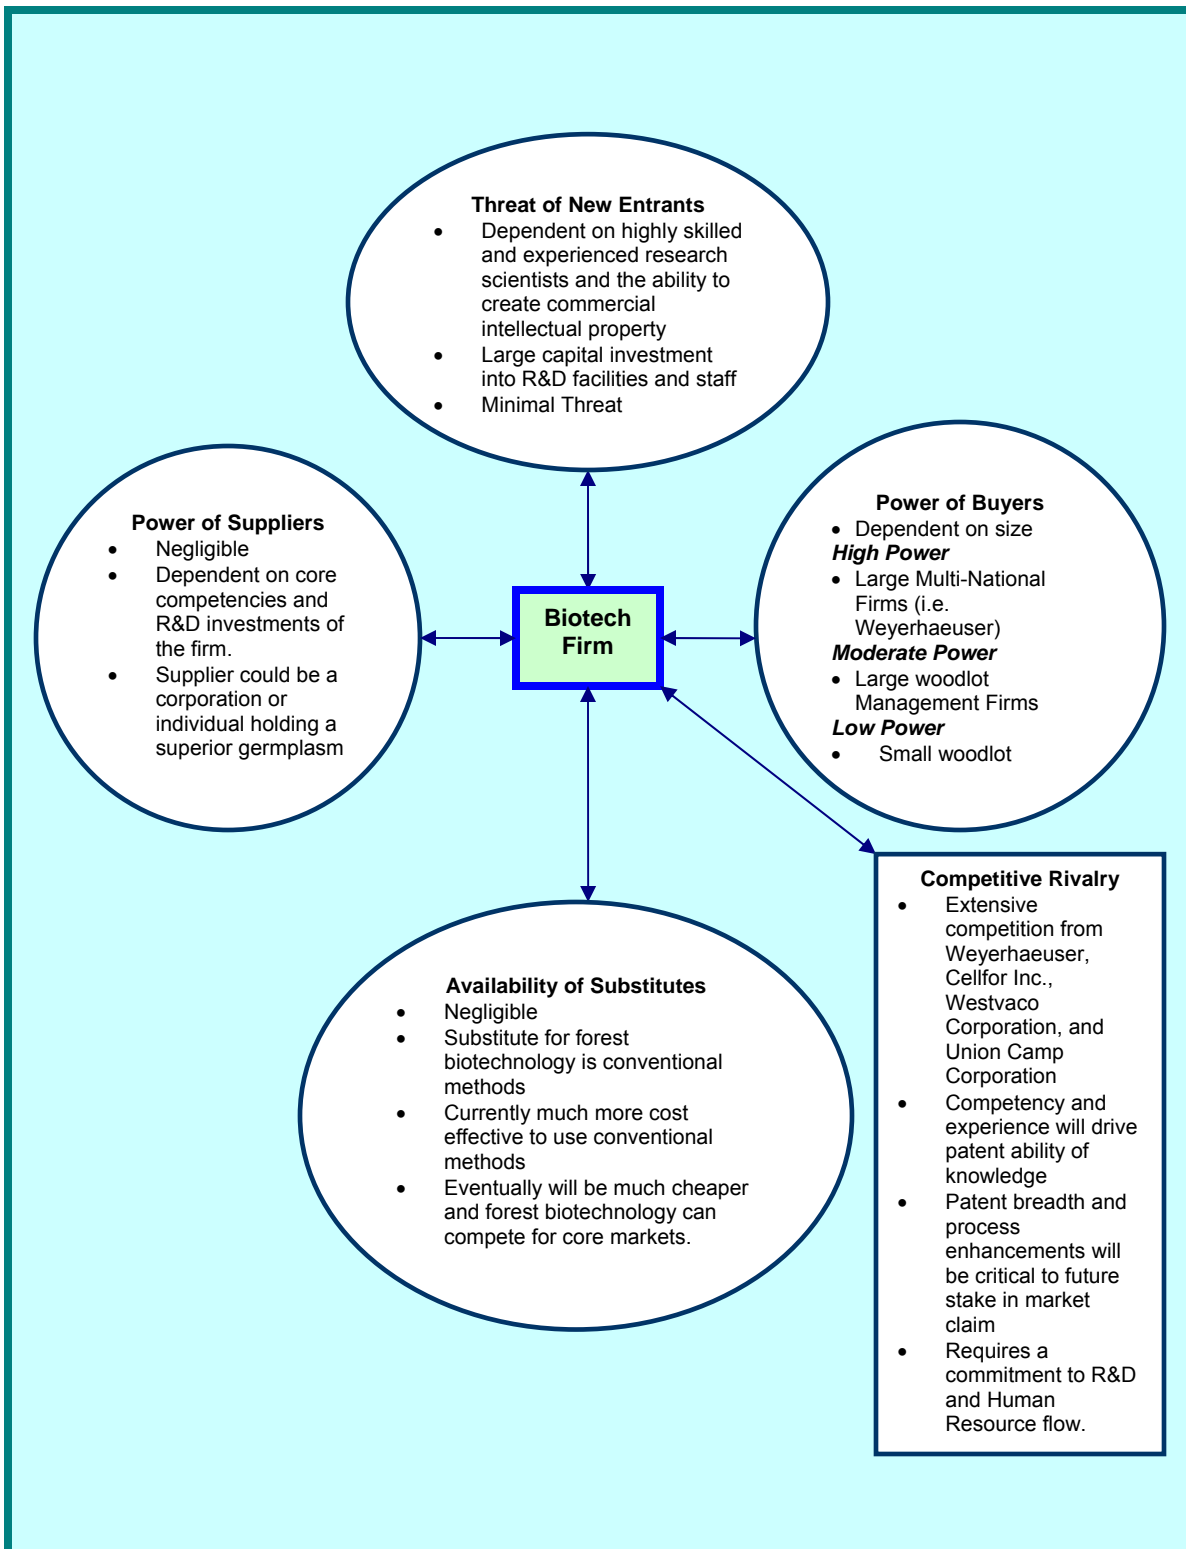 Threat of New Entrants
• Dependent on highly skilled
and experienced research
scientists and the ability to
create commercial
intellectual property
• Large capital investment
into R&D facilities and staff
• Minimal Threat
Power of Suppliers
• Negligible
• Dependent on core
competencies and
R&D investments of
the firm.
• Supplier could be a
corporation or
individual holding a
superior germplasm
Biotech
Firm
Power of Buyers
• Dependent on size
High Power
• Large Multi-National
Firms (i.e.
Weyerhaeuser)
Moderate Power
• Large woodlot
Management Firms
Low Power
• Small woodlot
Availability of Substitutes
• Negligible
• Substitute for forest
biotechnology is conventional
methods
• Currently much more cost
effective to use conventional
methods
• Eventually will be much cheaper
and forest biotechnology can
compete for core markets.
Competitive Rivalry
• Extensive
competition from
Weyerhaeuser,
Cellfor Inc.,
Westvaco
Corporation, and
Union Camp
Corporation
• Competency and
experience will drive
patent ability of
knowledge
• Patent breadth and
process
enhancements will
be critical to future
stake in market
claim
• Requires a
commitment to R&D
and Human
Resource flow.